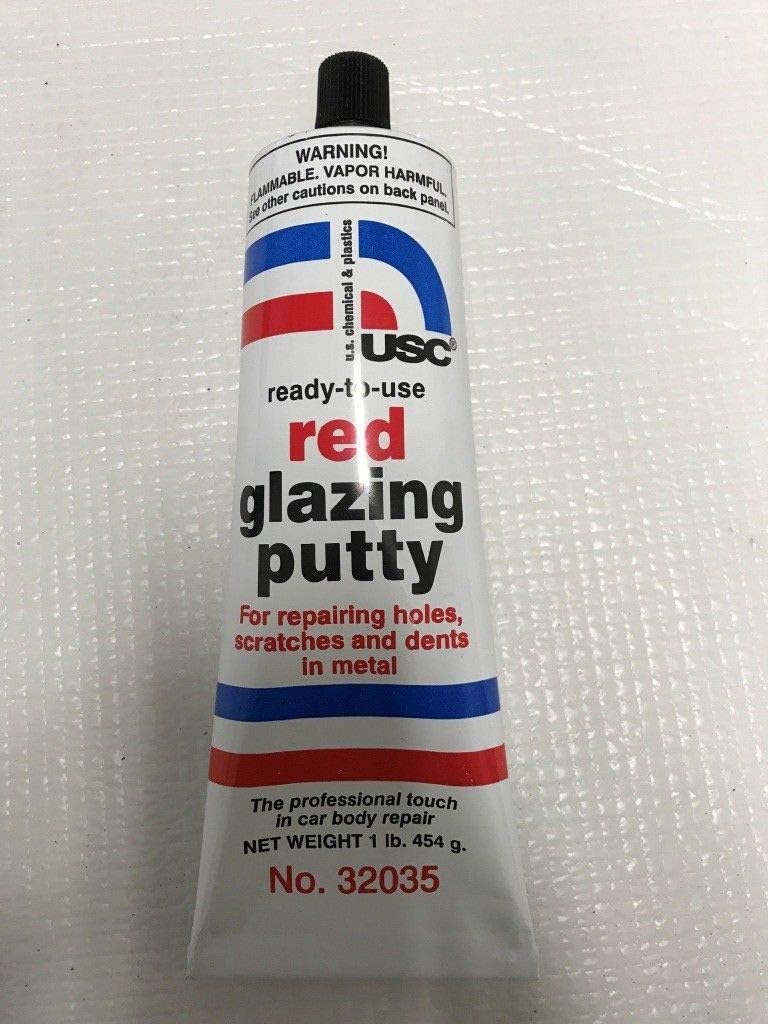 WARNING!
FLAMMABLE. VAPOR HARMFUL.
See other cautions on back panel.
u.s. chemical & plastics
USC®
ready-to-use
red
glazing
putty
For repairing holes,
scratches and dents
in metal
The professional touch
in car body repair
NET WEIGHT 1 lb. 454 g.
No. 32035